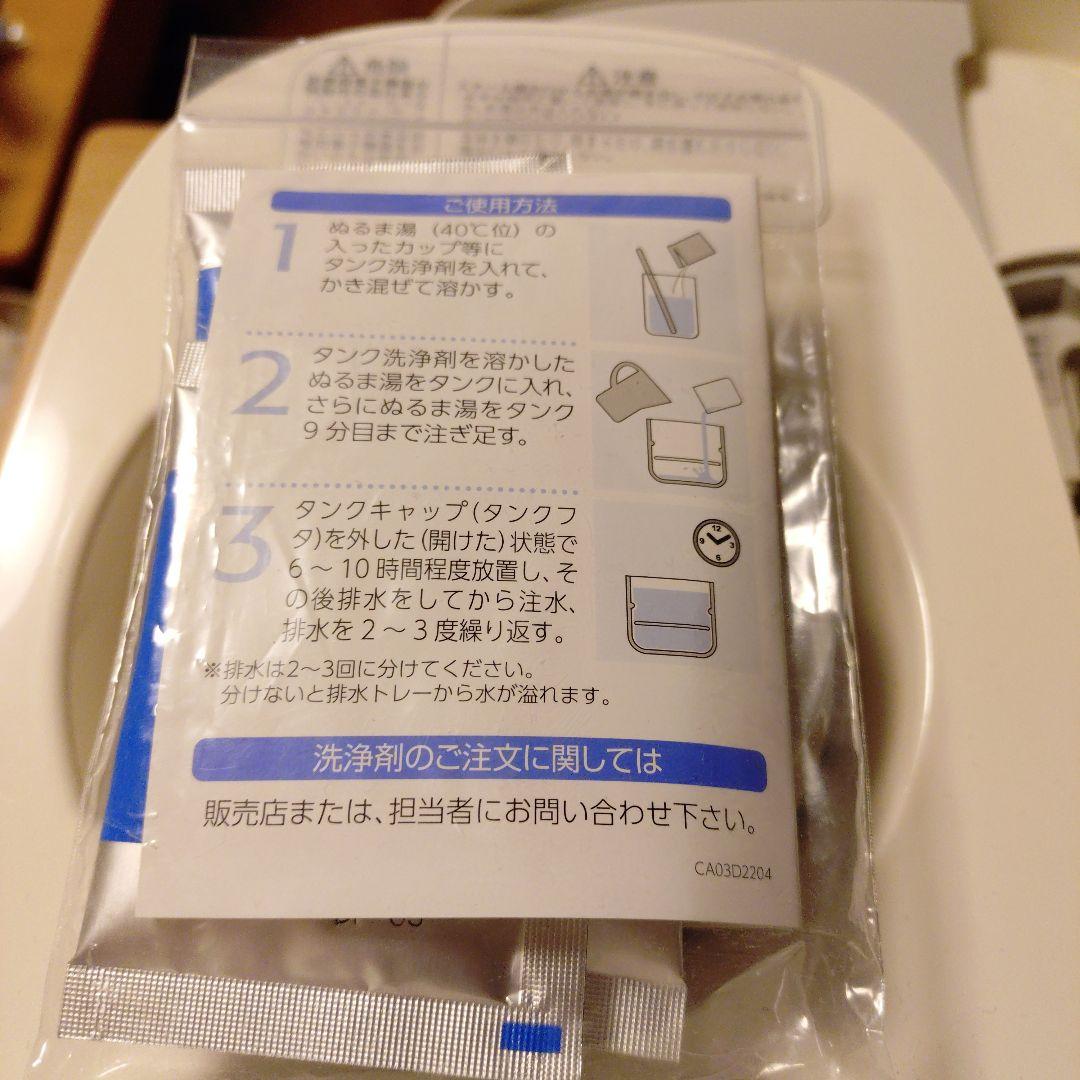 危険
注意
ご使用方法
1
ぬるま湯(40℃位)の
入ったカップ等に
タンク洗浄剤を入れて、
かき混ぜて溶かす。
2
タンク洗浄剤を溶かした
ぬるま湯をタンクに入れ、
さらにぬるま湯をタンク
9分目まで注ぎ足す。
3
タンクキャップ(タンクフ
タ)を外した(開けた)状態で
6～10時間程度放置し、そ
の後排水をしてから注水、
排水を2～3度繰り返す。
12
9 3
6
※排水は2～3回に分けてください。
分けないと排水トレーから水が溢れます。
洗浄剤のご注文に関しては
販売店または、担当者にお問い合わせ下さい。
CA03D2204